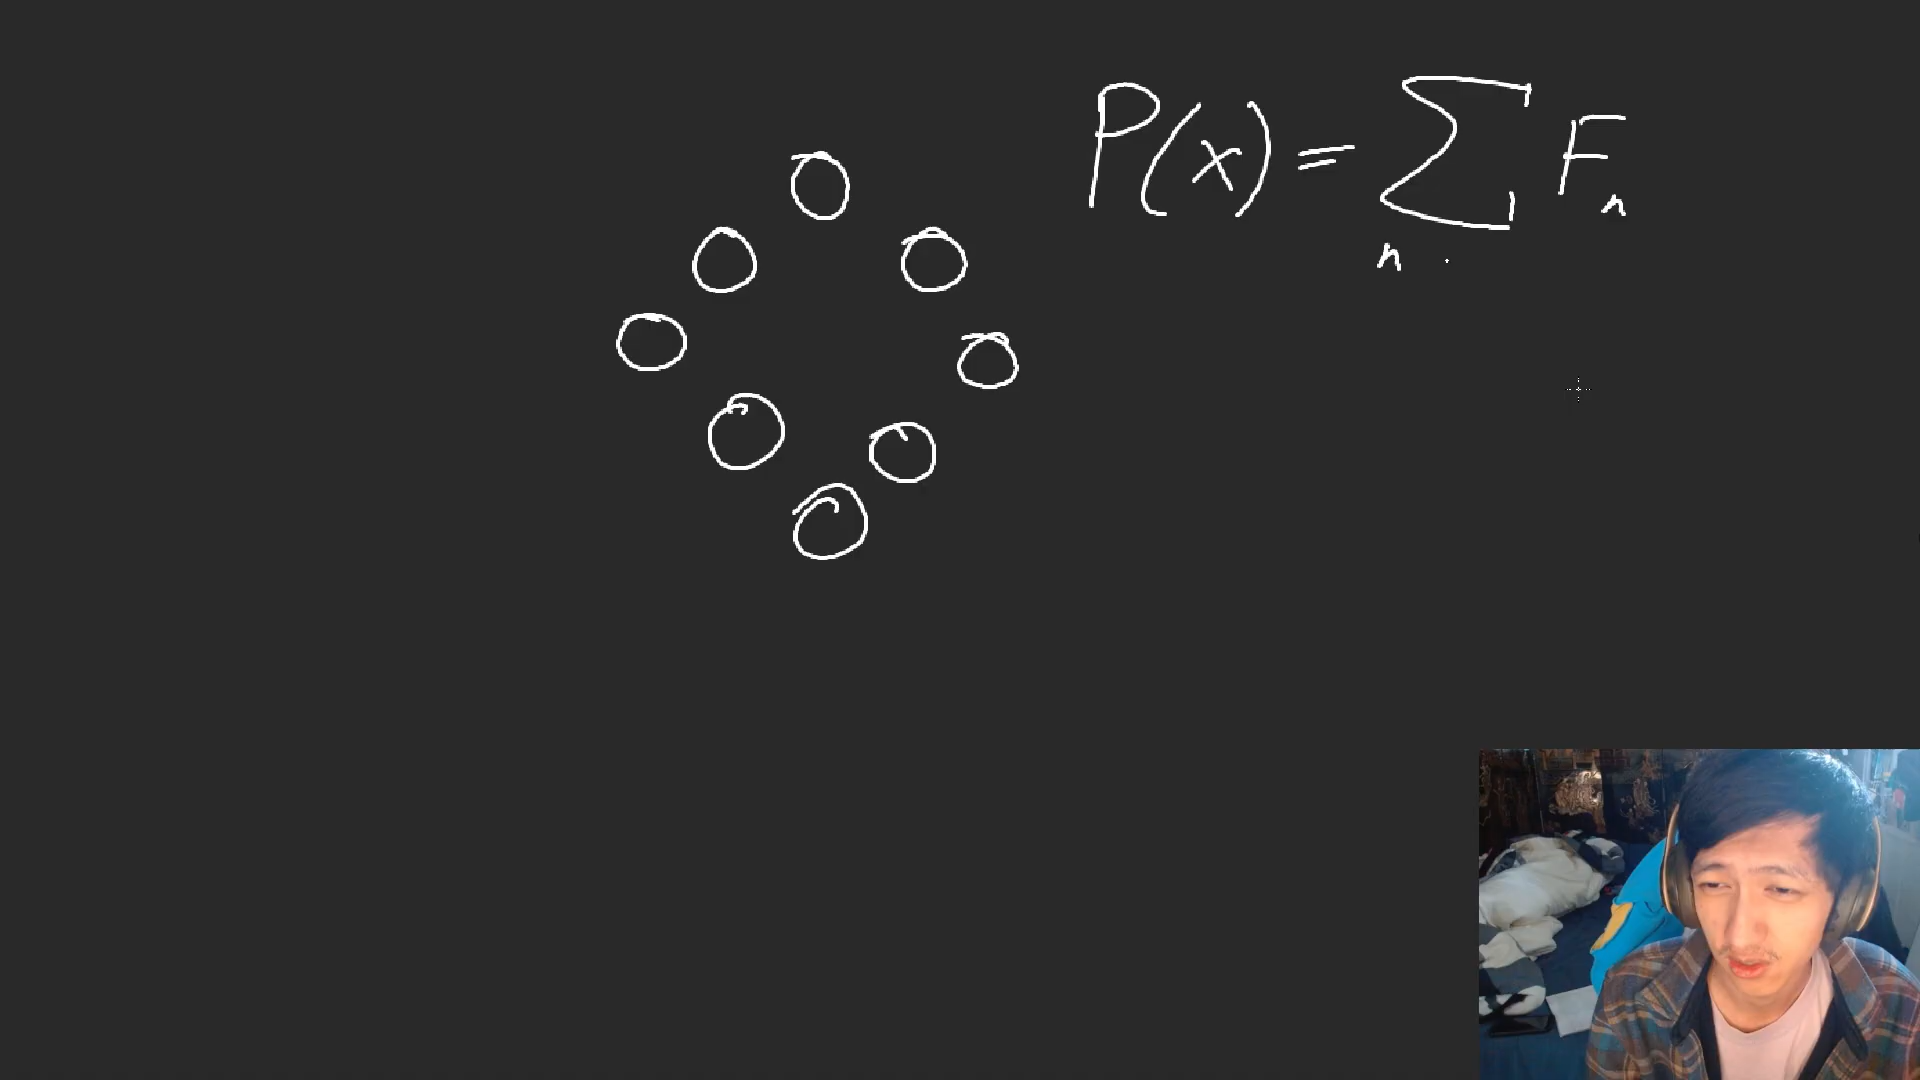 P(x) = ∑ Fₙ
n